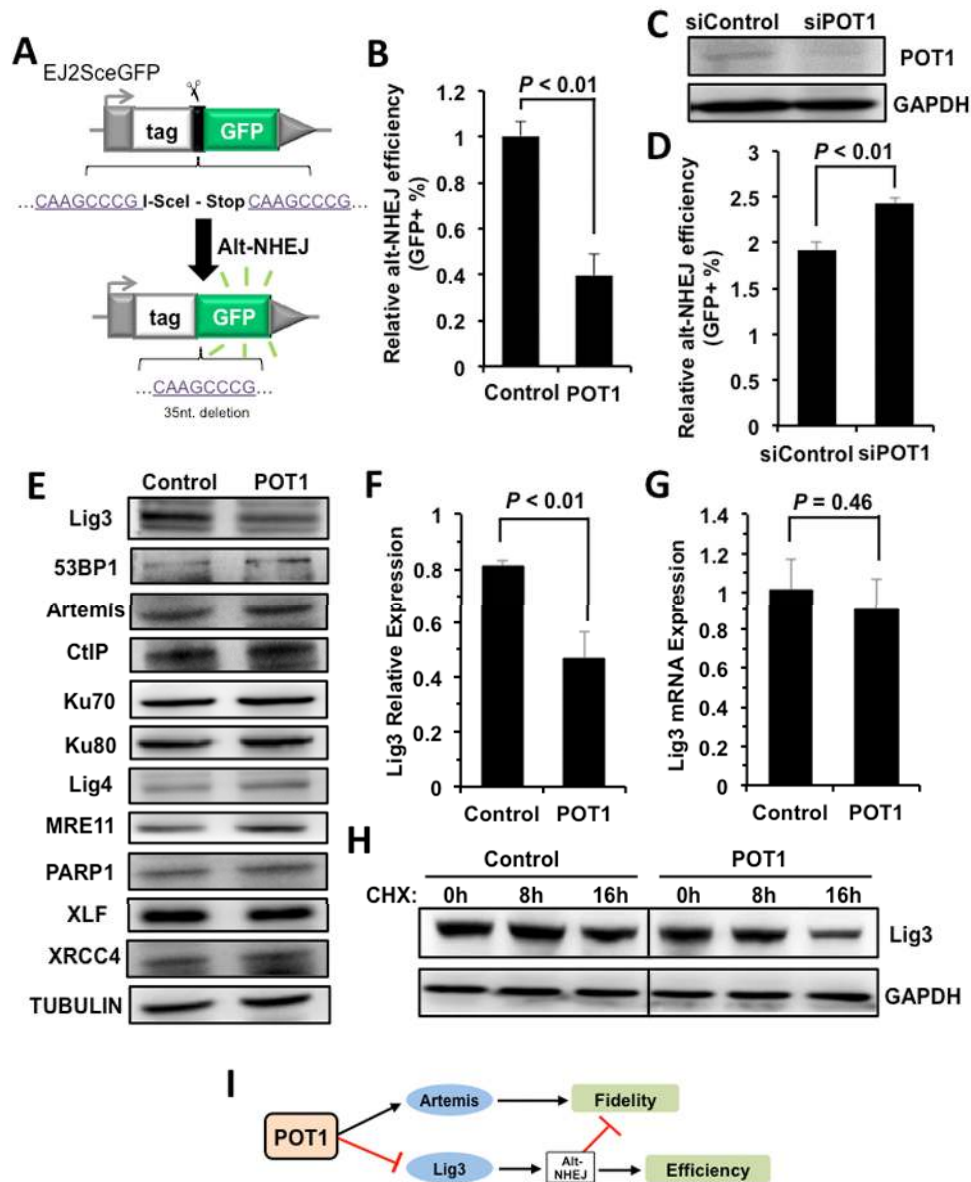 A
EJ2SceGFP
tag
GFP
...CAAGCCCG I-SceI - Stop CAAGCCCG...
Alt-NHEJ
tag
GFP
...CAAGCCCG...
35nt. deletion
B
P < 0.01
Relative alt-NHEJ efficiency
(GFP+ %)
1.2
1
0.8
0.6
0.4
0.2
0
Control POT1
C
siControl siPOT1
POT1
GAPDH
D
P < 0.01
Relative alt-NHEJ efficiency
(GFP+ %)
3
2.5
2
1.5
1
0.5
0
siControl siPOT1
E
Control POT1
Lig3
53BP1
Artemis
CtIP
Ku70
Ku80
Lig4
MRE11
PARP1
XLF
XRCC4
TUBULIN
F
P < 0.01
Lig3 Relative Expression
1
0.8
0.6
0.4
0.2
0
Control POT1
G
P = 0.46
Lig3 mRNA Expression
1.4
1.2
1
0.8
0.6
0.4
0.2
0
Control POT1
H
Control POT1
CHX: 0h 8h 16h 0h 8h 16h
Lig3
GAPDH
I
POT1
Artemis
Fidelity
Lig3
Alt-
NHEJ
Efficiency